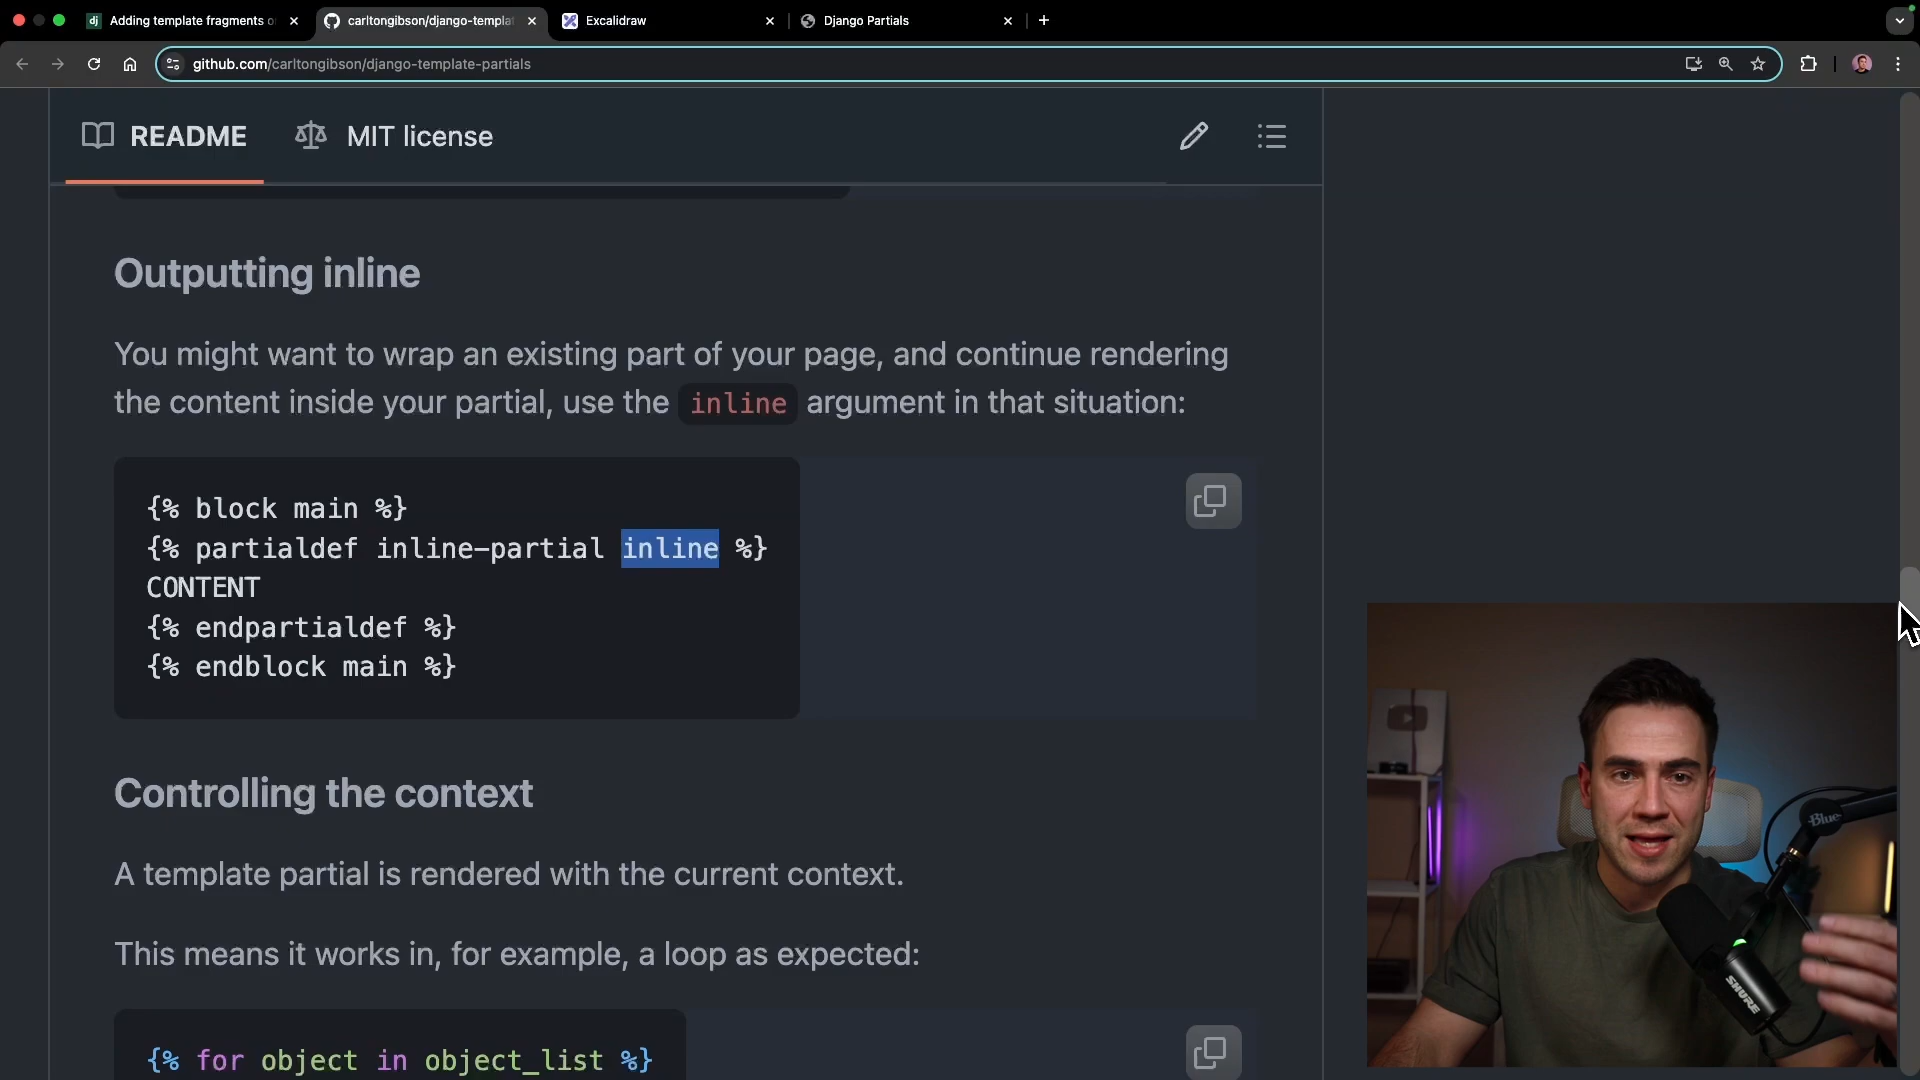 Adding template fragments o
carltongibson/django-templa
Excalidraw
Django Partials
github.com/carltongibson/django-template-partials
README
MIT license
Outputting inline
You might want to wrap an existing part of your page, and continue rendering
the content inside your partial, use the inline argument in that situation:
{% block main %}
{% partialdef inline-partial inline %}
CONTENT
{% endpartialdef %}
{% endblock main %}
Controlling the context
A template partial is rendered with the current context.
This means it works in, for example, a loop as expected:
{% for object in object_list %}
Blue
SHURE